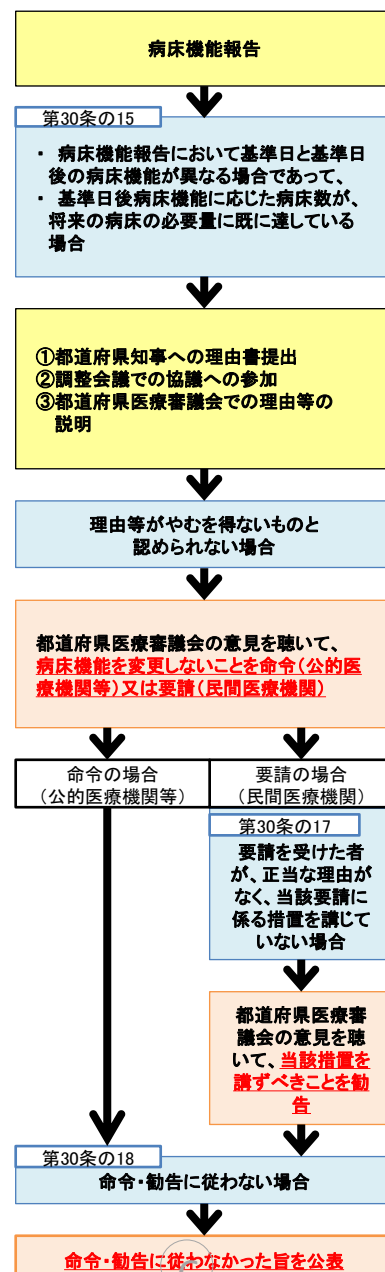 病床機能報告
第30条の15
・ 病床機能報告において基準日と基準日
後の病床機能が異なる場合であって、
・ 基準日後病床機能に応じた病床数が、
将来の病床の必要量に既に達している
場合
①都道府県知事への理由書提出
②調整会議での協議への参加
③都道府県医療審議会での理由等の
説明
理由等がやむを得ないものと
認められない場合
都道府県医療審議会の意見を聴いて、
病床機能を変更しないことを命令（公的医
療機関等）又は要請（民間医療機関）
命令の場合
（公的医療機関等）
要請の場合
（民間医療機関）
第30条の17
要請を受けた者
が、正当な理由が
なく、当該要請に
係る措置を講じて
いない場合
都道府県医療審
議会の意見を聴
いて、当該措置を
講ずべきことを勧
告
第30条の18
命令・勧告に従わない場合
命令・勧告に従わなかった旨を公表